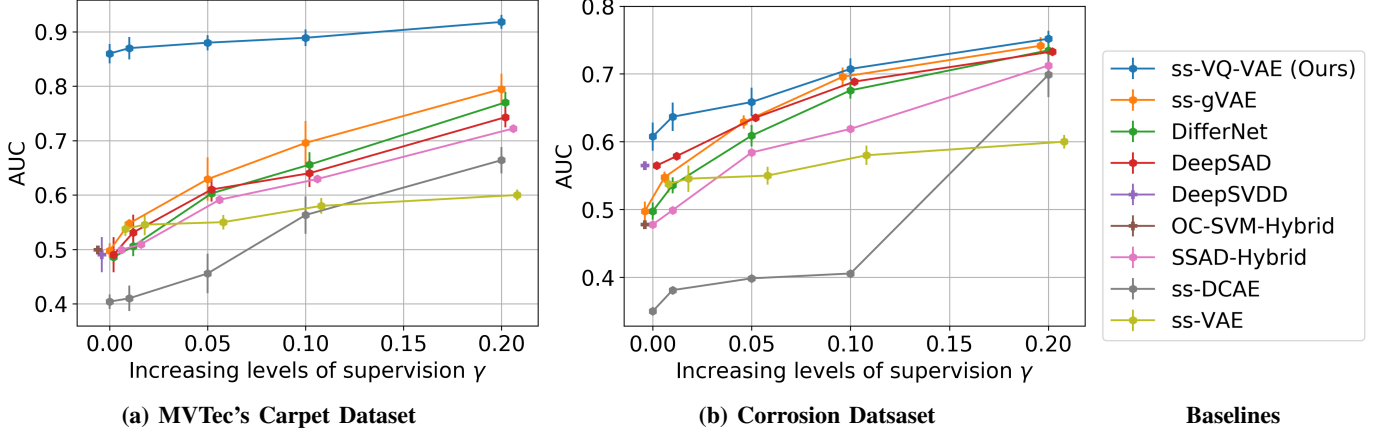 0.9
0.8
0.7
0.6
0.5
0.4
AUC
0.00 0.05 0.10 0.15 0.20
Increasing levels of supervision γ
(a) MVTec's Carpet Dataset
0.8
0.7
0.6
0.5
0.4
AUC
0.00 0.05 0.10 0.15 0.20
Increasing levels of supervision γ
(b) Corrosion Datsaset
ss-VQ-VAE (Ours)
ss-gVAE
DifferNet
DeepSAD
DeepSVDD
OC-SVM-Hybrid
SSAD-Hybrid
ss-DCAE
ss-VAE
Baselines